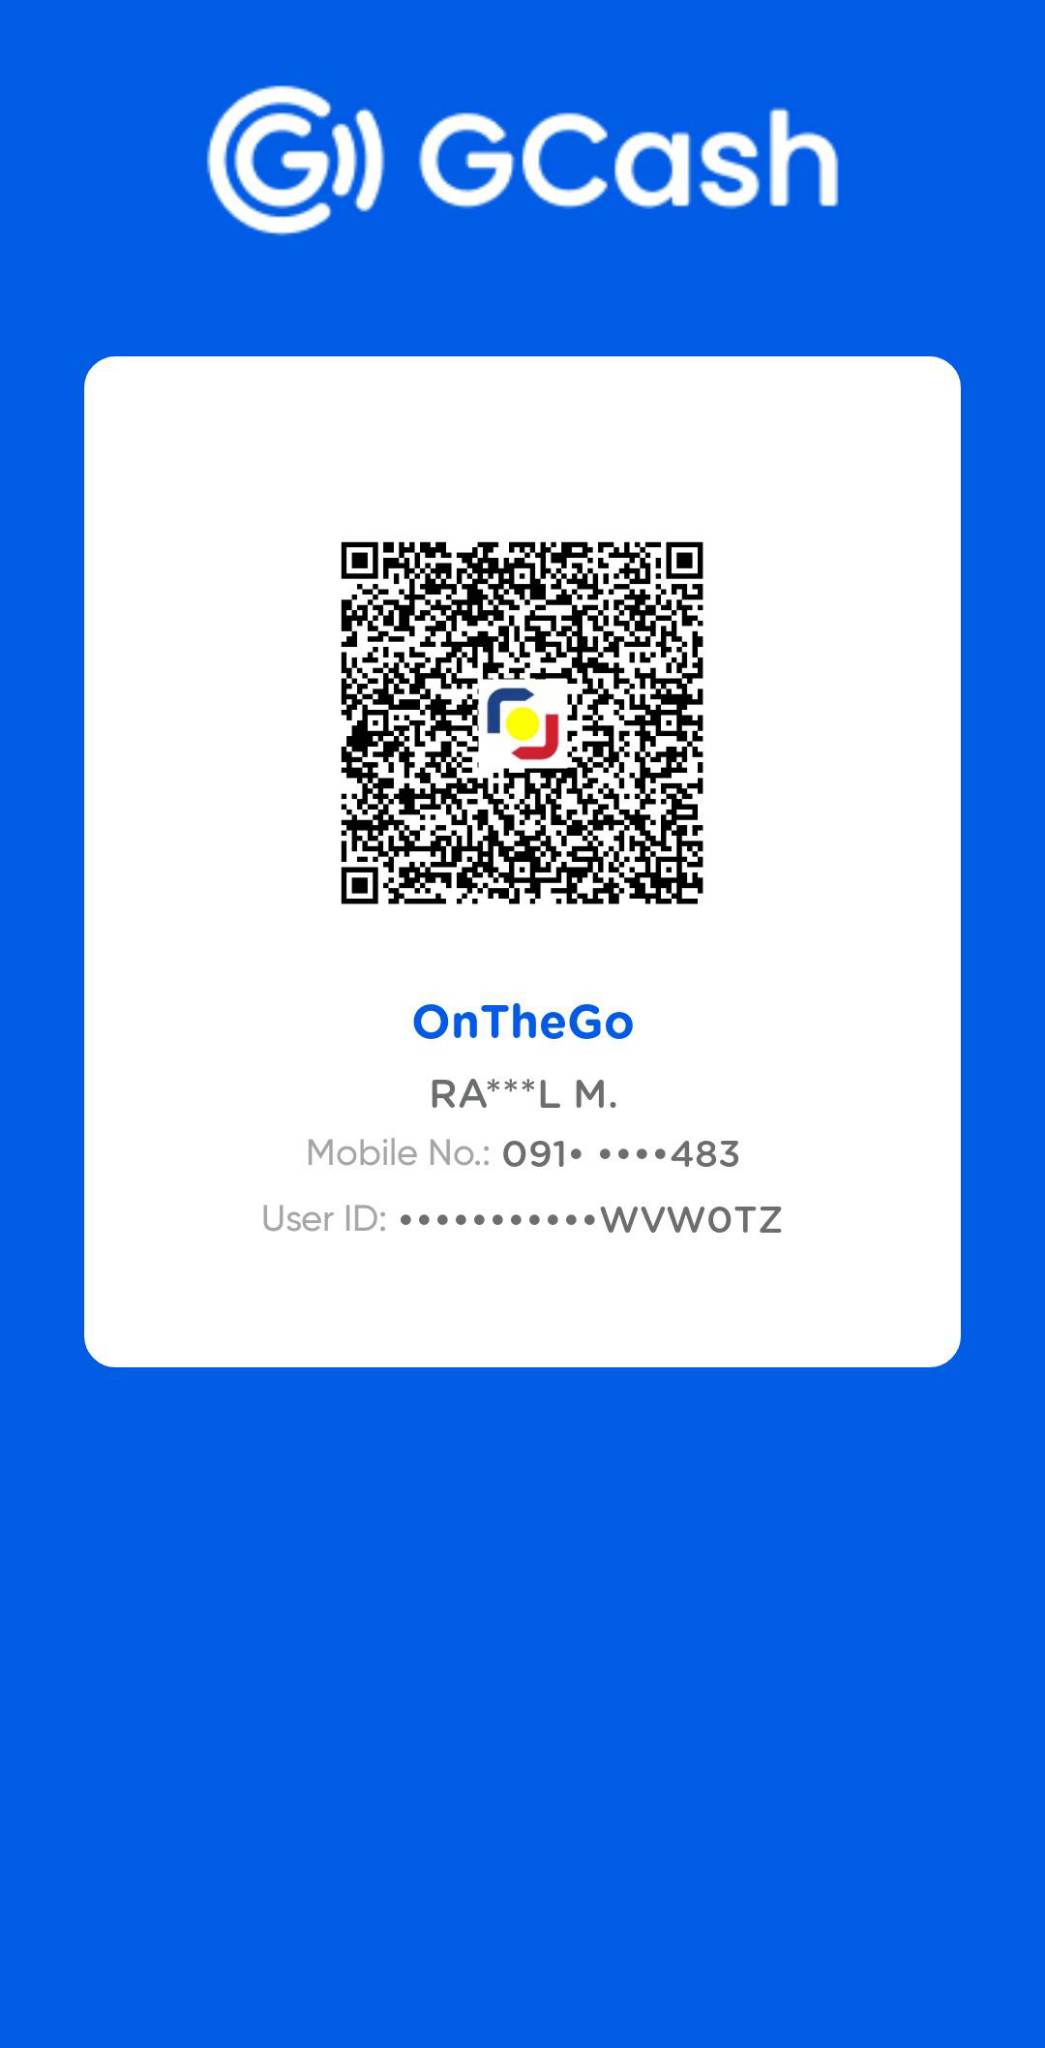 GCash
OnTheGo
RA***L M.
Mobile No.: 091• ••••483
User ID: •••••••••••WVW0TZ